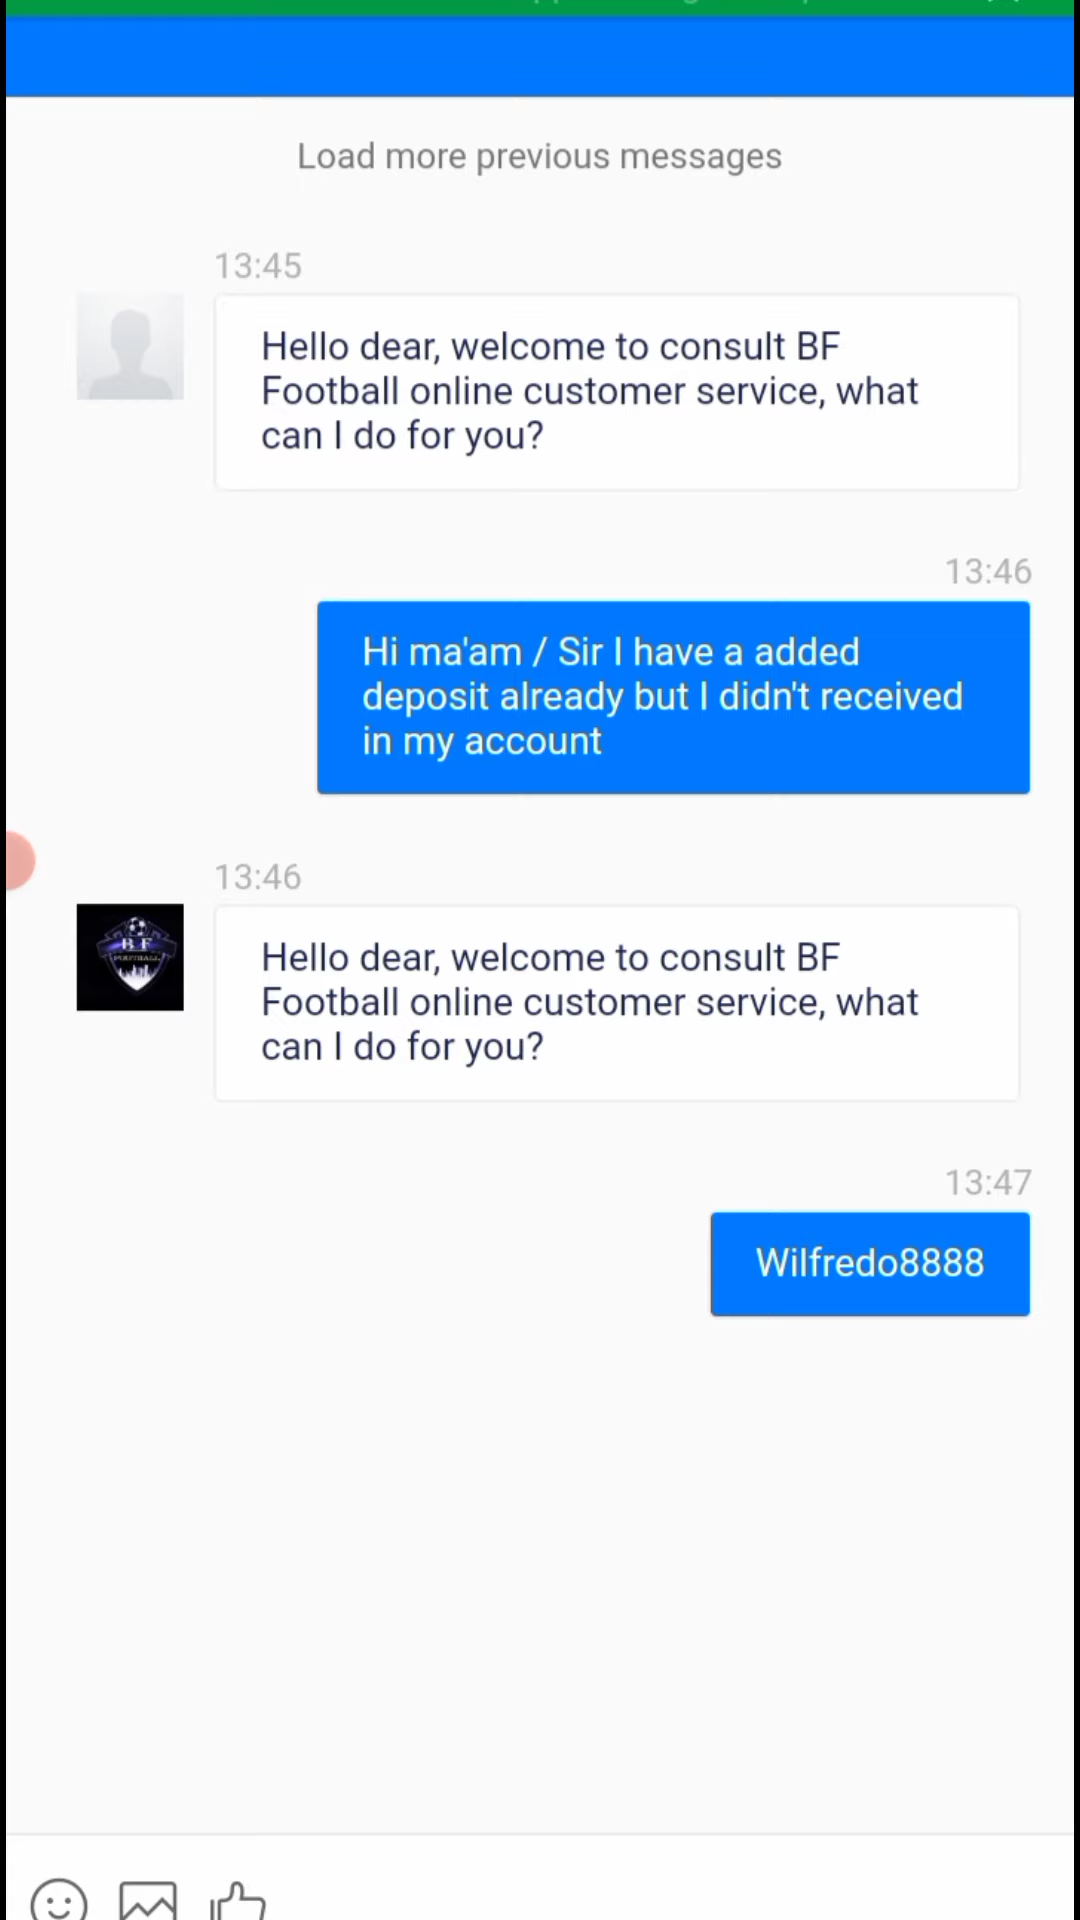 Load more previous messages
13:45
Hello dear, welcome to consult BF
Football online customer service, what
can I do for you?
13:46
Hi ma'am / Sir I have a added
deposit already but I didn't received
in my account
13:46
BF
FOOTBALL
Hello dear, welcome to consult BF
Football online customer service, what
can I do for you?
13:47
Wilfredo8888